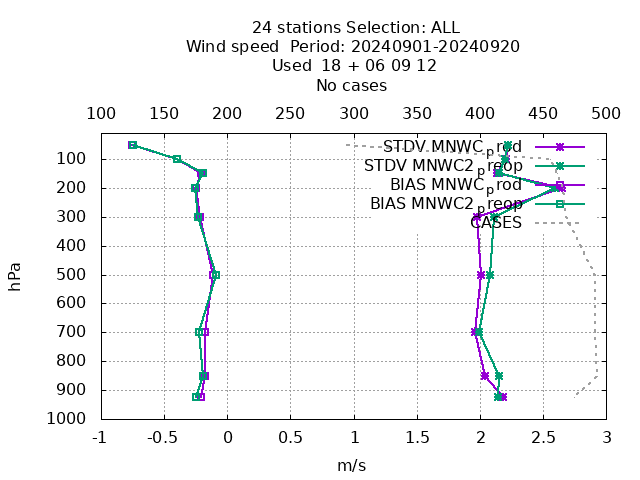 24 stations Selection: ALL
Wind speed  Period: 20240901-20240920
Used  18 + 06 09 12
No cases
100 150 200 250 300 350 400 450 500
STDV MNWC_prod
STDV MNWC2_preop
BIAS MNWC_prod
BIAS MNWC2_preop
CASES
hPa
100
200
300
400
500
600
700
800
900
1000
-1 -0.5 0 0.5 1 1.5 2 2.5 3
m/s